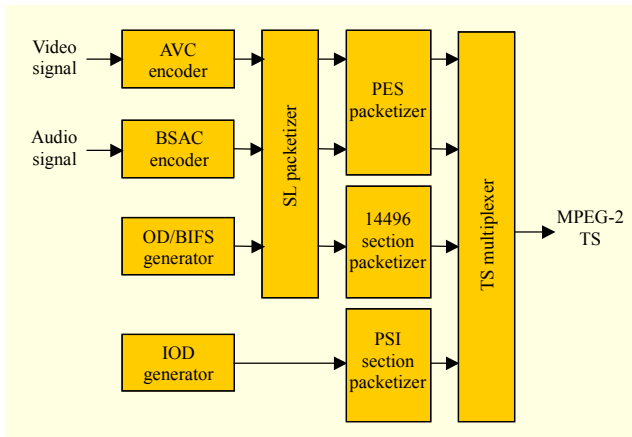 Video
signal
AVC
encoder
Audio
signal
BSAC
encoder
OD/BIFS
generator
IOD
generator
SL packetizer
PES
packetizer
14496
section
packetizer
PSI
section
packetizer
TS multiplexer
MPEG-2
TS